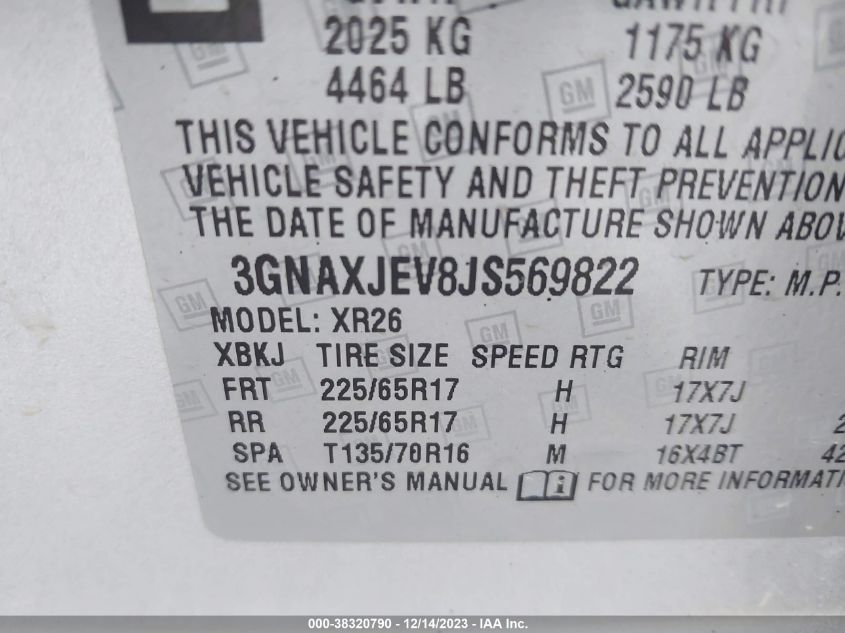 2025 KG 1175 KG
4464 LB 2590 LB
THIS VEHICLE CONFORMS TO ALL APPLIC
VEHICLE SAFETY AND THEFT PREVENTION
THE DATE OF MANUFACTURE SHOWN ABOV
3GNAXJEV8JS569822 TYPE: M.P.
MODEL: XR26
XBKJ TIRE SIZE SPEED RTG RIM
FRT 225/65R17 H 17X7J
RR 225/65R17 H 17X7J 2
SPA T135/70R16 M 16X4BT 42
SEE OWNER'S MANUAL i FOR MORE INFORMATI
GM
000-38320790 - 12/14/2023 - IAA Inc.